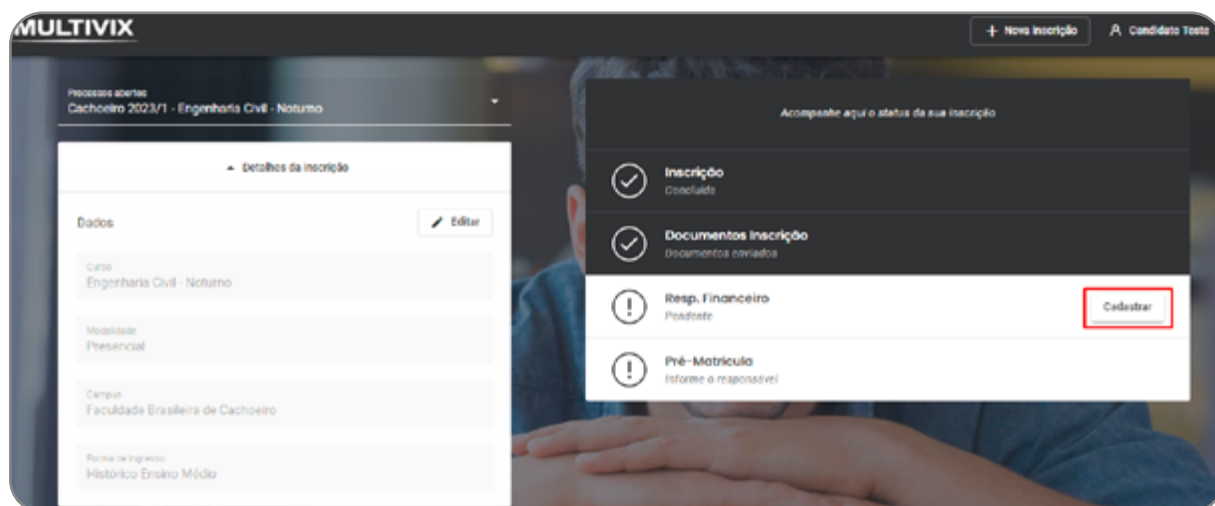 MULTIVIX
+ Nova Inscrição
Candidato Teste
Processos abertos
Cachoeiro 2023/1 - Engenharia Civil - Noturno
Detalhes da inscrição
Dados
Editar
Curso
Engenharia Civil - Noturno
Modalidade
Presencial
Campus
Faculdade Brasileira de Cachoeiro
Forma de Ingresso
Histórico Ensino Médio
Acompanhe aqui o status da sua inscrição
Inscrição
Concluída
Documentos Inscrição
Documentos enviados
Resp. Financeiro
Pendente
Cadastrar
Pré-Matrícula
Informe o responsável